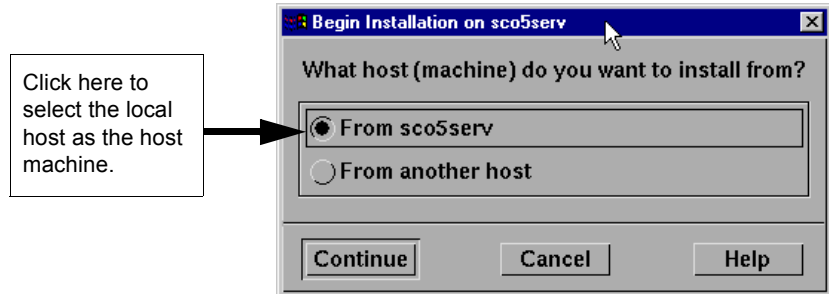 Begin Installation on sco5serv
What host (machine) do you want to install from?
Click here to
select the local
host as the host
machine.
From sco5serv
From another host
Continue
Cancel
Help